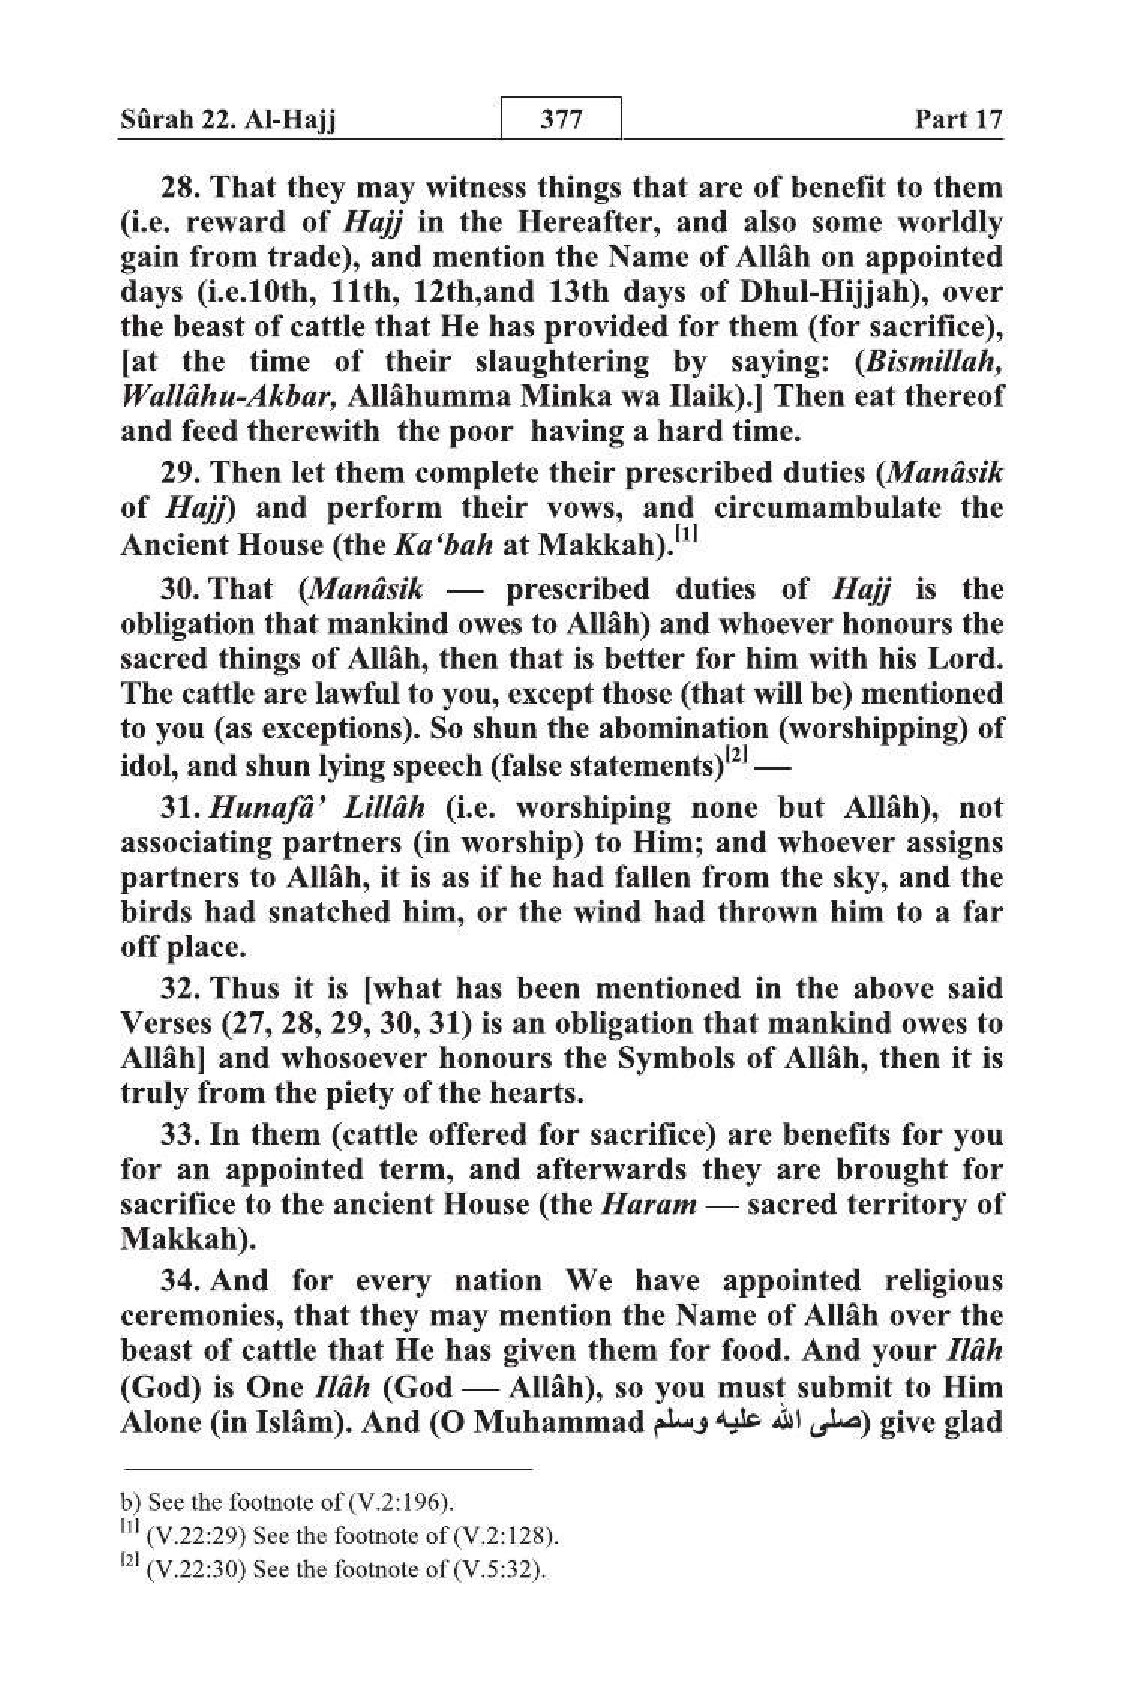 Sûrah 22. Al-Hajj 377 Part 17
28. That they may witness things that are of benefit to them
(i.e. reward of Hajj in the Hereafter, and also some worldly
gain from trade), and mention the Name of Allâh on appointed
days (i.e.10th, 11th, 12th,and 13th days of Dhul-Hijjah), over
the beast of cattle that He has provided for them (for sacrifice),
[at the time of their slaughtering by saying: (Bismillah,
Wallâhu-Akbar, Allâhumma Minka wa Ilaik).] Then eat thereof
and feed therewith the poor having a hard time.
29. Then let them complete their prescribed duties (Manâsik
of Hajj) and perform their vows, and circumambulate the
Ancient House (the Ka‘bah at Makkah).[1]
30. That (Manâsik — prescribed duties of Hajj is the
obligation that mankind owes to Allâh) and whoever honours the
sacred things of Allâh, then that is better for him with his Lord.
The cattle are lawful to you, except those (that will be) mentioned
to you (as exceptions). So shun the abomination (worshipping) of
idol, and shun lying speech (false statements)[2] —
31. Hunafâ’ Lillâh (i.e. worshiping none but Allâh), not
associating partners (in worship) to Him; and whoever assigns
partners to Allâh, it is as if he had fallen from the sky, and the
birds had snatched him, or the wind had thrown him to a far
off place.
32. Thus it is [what has been mentioned in the above said
Verses (27, 28, 29, 30, 31) is an obligation that mankind owes to
Allâh] and whosoever honours the Symbols of Allâh, then it is
truly from the piety of the hearts.
33. In them (cattle offered for sacrifice) are benefits for you
for an appointed term, and afterwards they are brought for
sacrifice to the ancient House (the Haram — sacred territory of
Makkah).
34. And for every nation We have appointed religious
ceremonies, that they may mention the Name of Allâh over the
beast of cattle that He has given them for food. And your Ilâh
(God) is One Ilâh (God — Allâh), so you must submit to Him
Alone (in Islâm). And (O Muhammad صلى الله عليه وسلم) give glad
b) See the footnote of (V.2:196).
[1] (V.22:29) See the footnote of (V.2:128).
[2] (V.22:30) See the footnote of (V.5:32).